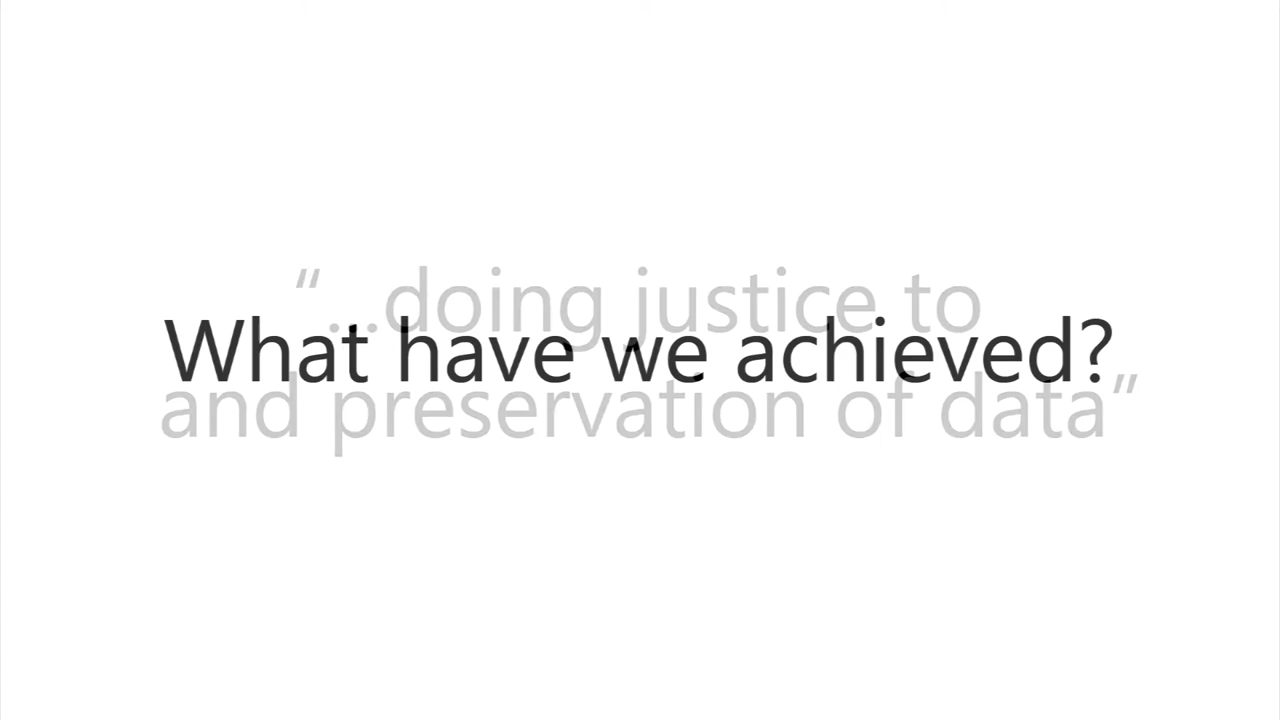 “...doing justice to
What have we achieved?
and preservation of data”